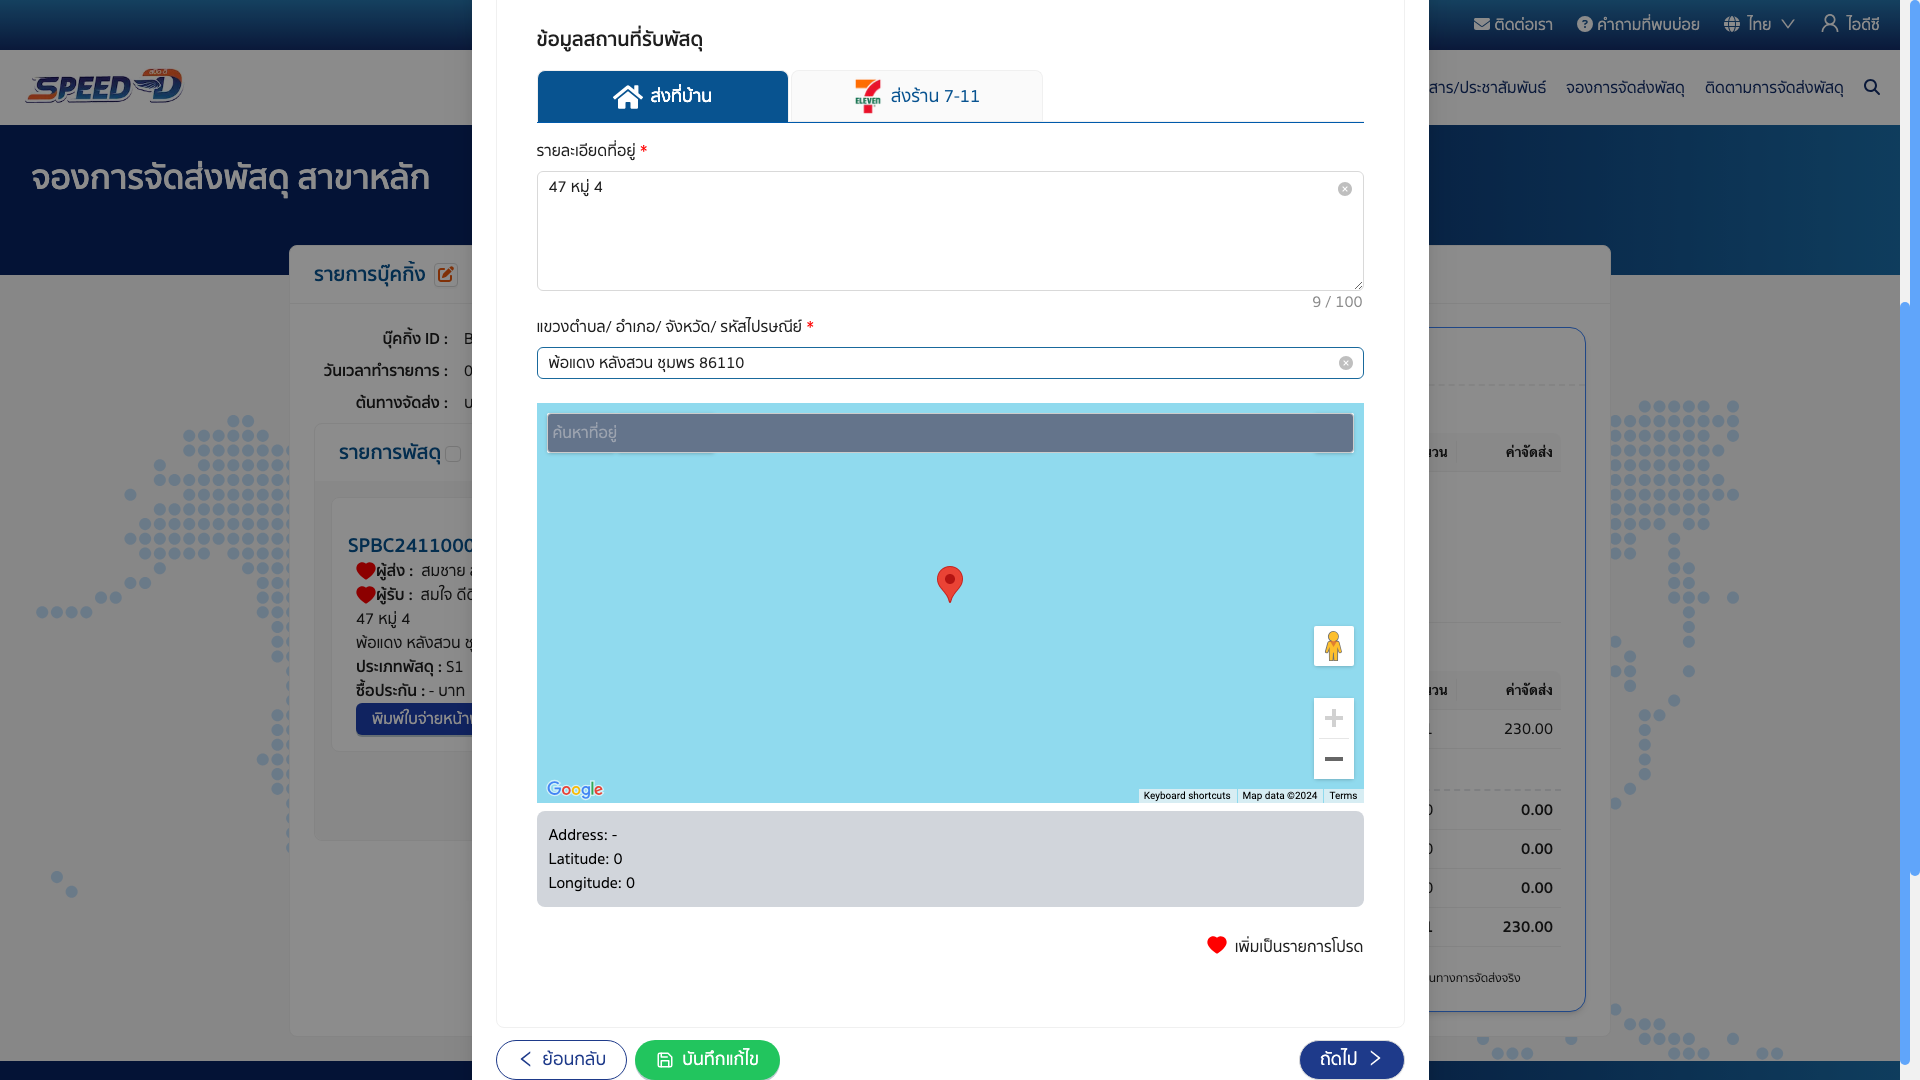 ติดต่อเรา
คำถามที่พบบ่อย
ไทย
ไอดีซี
SPEED-D
สาร/ประชาสัมพันธ์
จองการจัดส่งพัสดุ
ติดตามการจัดส่งพัสดุ
จองการจัดส่งพัสดุ สาขาหลัก
รายการบุ๊คกิ้ง
บุ๊คกิ้ง ID :
วันเวลาทำรายการ : 0
ต้นทางจัดส่ง : บ
รายการพัสดุ
SPBC2411000
ผู้ส่ง : สมชาย
ผู้รับ : สมใจ ดีดี
47 หมู่ 4
พ้อแดง หลังสวน ชุ
ประเภทพัสดุ : S1
ซื้อประกัน : - บาท
พิมพ์ใบจ่ายหน้า
ข้อมูลสถานที่รับพัสดุ
ส่งที่บ้าน
7-ELEVEN ส่งร้าน 7-11
รายละเอียดที่อยู่ *
47 หมู่ 4
9 / 100
แขวงตำบล/ อำเภอ/ จังหวัด/ รหัสไปรษณีย์ *
พ้อแดง หลังสวน ชุมพร 86110
ค้นหาที่อยู่
Google
Keyboard shortcuts
Map data ©2024
Terms
Address: -
Latitude: 0
Longitude: 0
เพิ่มเป็นรายการโปรด
ย้อนกลับ
บันทึกแก้ไข
ถัดไป
ค่าจัดส่ง
ค่าจัดส่ง
230.00
0.00
0.00
0.00
230.00
นทางการจัดส่งจริง